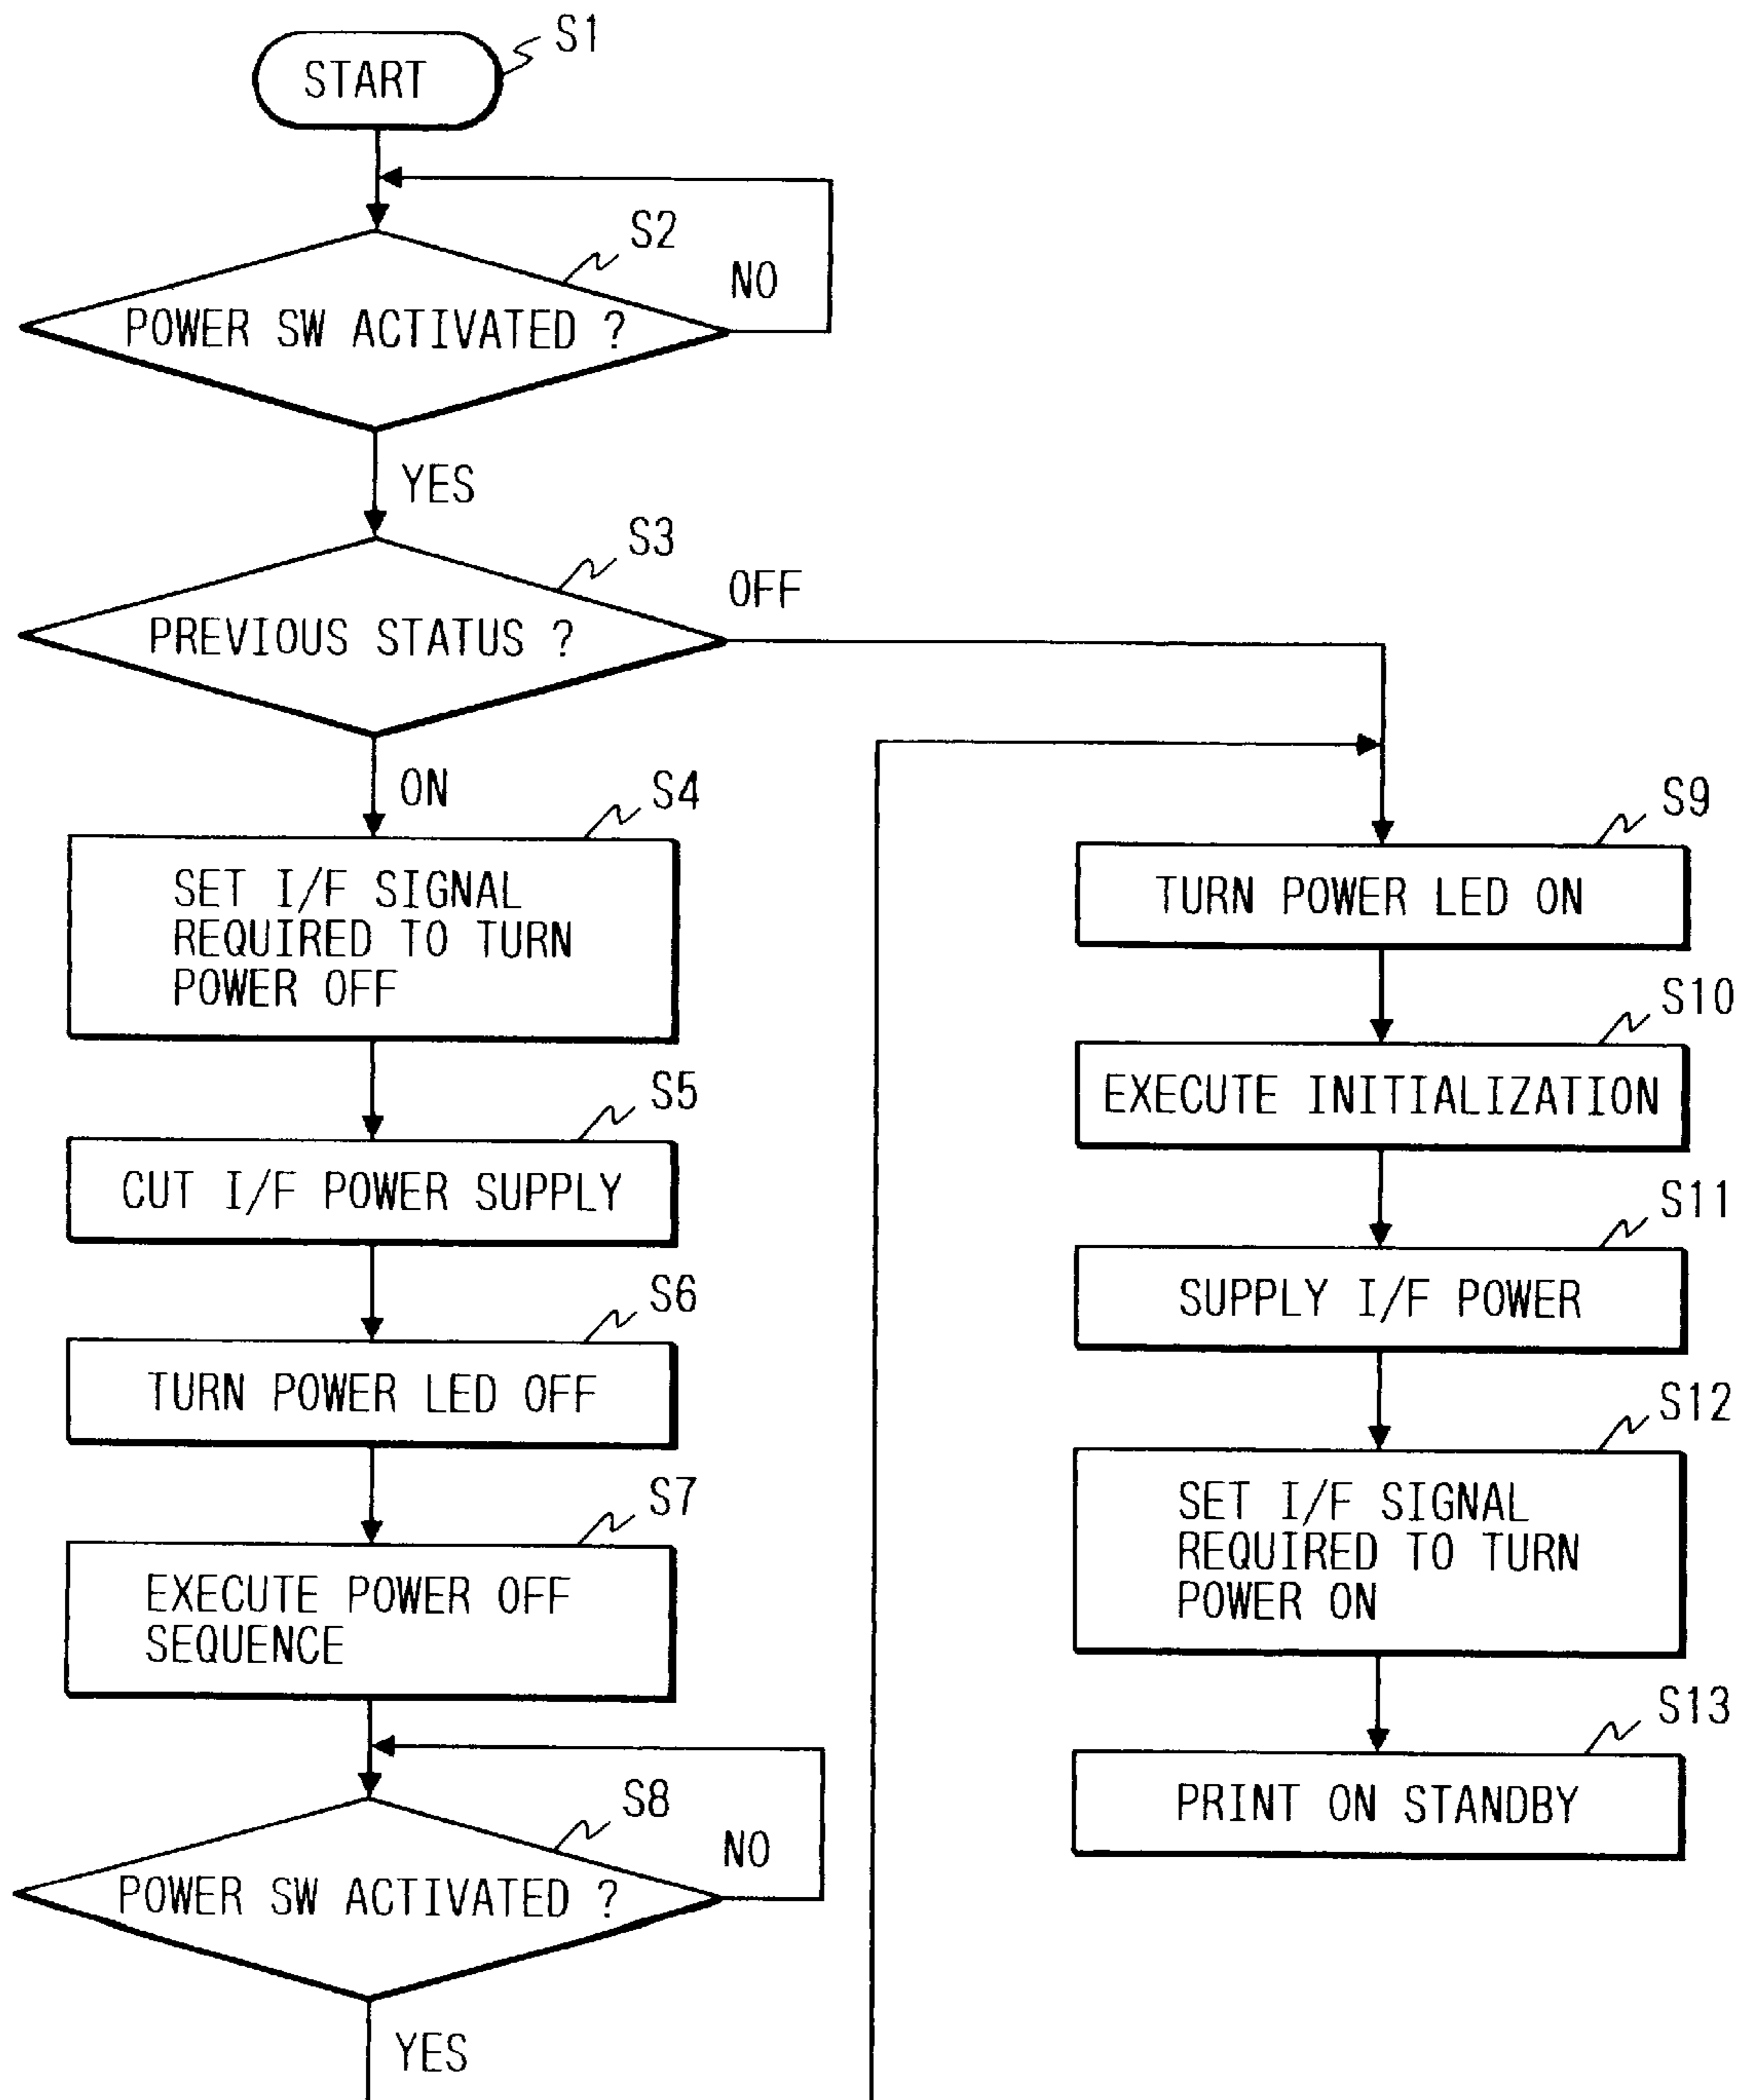 START
S1
S2
POWER SW ACTIVATED ?
NO
YES
S3
PREVIOUS STATUS ?
OFF
ON
S4
SET I/F SIGNAL
REQUIRED TO TURN
POWER OFF
S5
CUT I/F POWER SUPPLY
S6
TURN POWER LED OFF
S7
EXECUTE POWER OFF
SEQUENCE
S8
POWER SW ACTIVATED ?
NO
YES
S9
TURN POWER LED ON
S10
EXECUTE INITIALIZATION
S11
SUPPLY I/F POWER
S12
SET I/F SIGNAL
REQUIRED TO TURN
POWER ON
S13
PRINT ON STANDBY